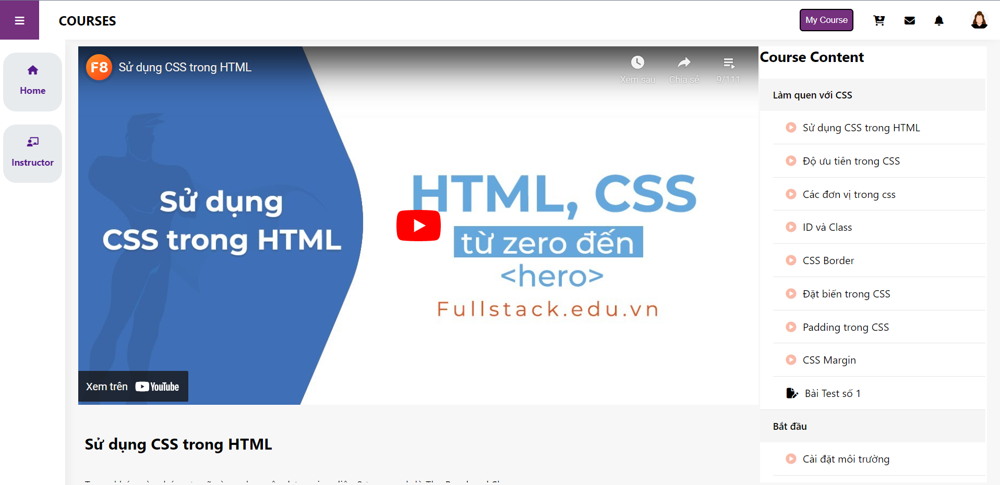 COURSES
My Course
Home
Instructor
F8
Sử dụng CSS trong HTML
Xem sau
Chia sẻ
9/111
Sử dụng
CSS trong HTML
HTML, CSS
từ zero đến
<hero>
Fullstack.edu.vn
Xem trên YouTube
Sử dụng CSS trong HTML
Course Content
Làm quen với CSS
Sử dụng CSS trong HTML
Độ ưu tiên trong CSS
Các đơn vị trong css
ID và Class
CSS Border
Đặt biến trong CSS
Padding trong CSS
CSS Margin
Bài Test số 1
Bắt đầu
Cài đặt môi trường